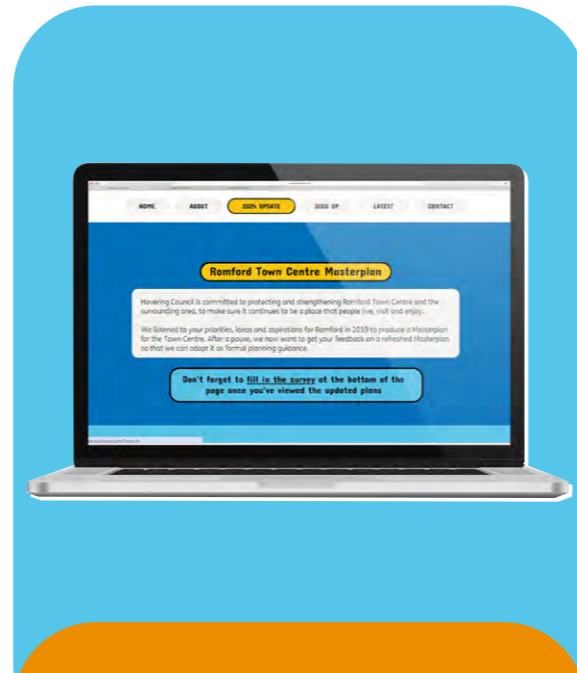 HOME ABOUT 2024 UPDATE SIGN UP LATEST CONTACT
Romford Town Centre Masterplan
Havering Council is committed to protecting and strengthening Romford Town Centre and the
surrounding area, to make sure it continues to be a place that people live, visit and enjoy.
We listened to your priorities, ideas and aspirations for Romford in 2019 to produce a Masterplan
for the Town Centre. After a pause, we now want to get your feedback on a refreshed Masterplan
so that we can adopt it as formal planning guidance.
Don't forget to fill in the survey at the bottom of the
page once you've viewed the updated plans